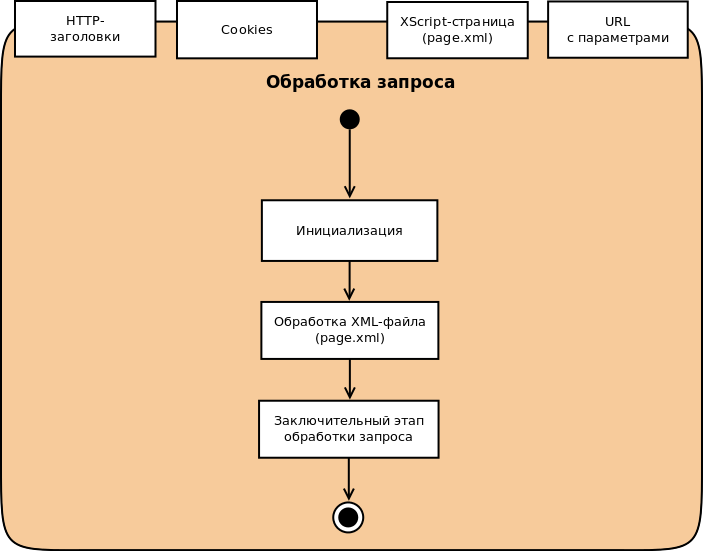 HTTP-
заголовки
Cookies
XScript-страница
(page.xml)
URL
с параметрами
Обработка запроса
Инициализация
Обработка XML-файла
(page.xml)
Заключительный этап
обработки запроса